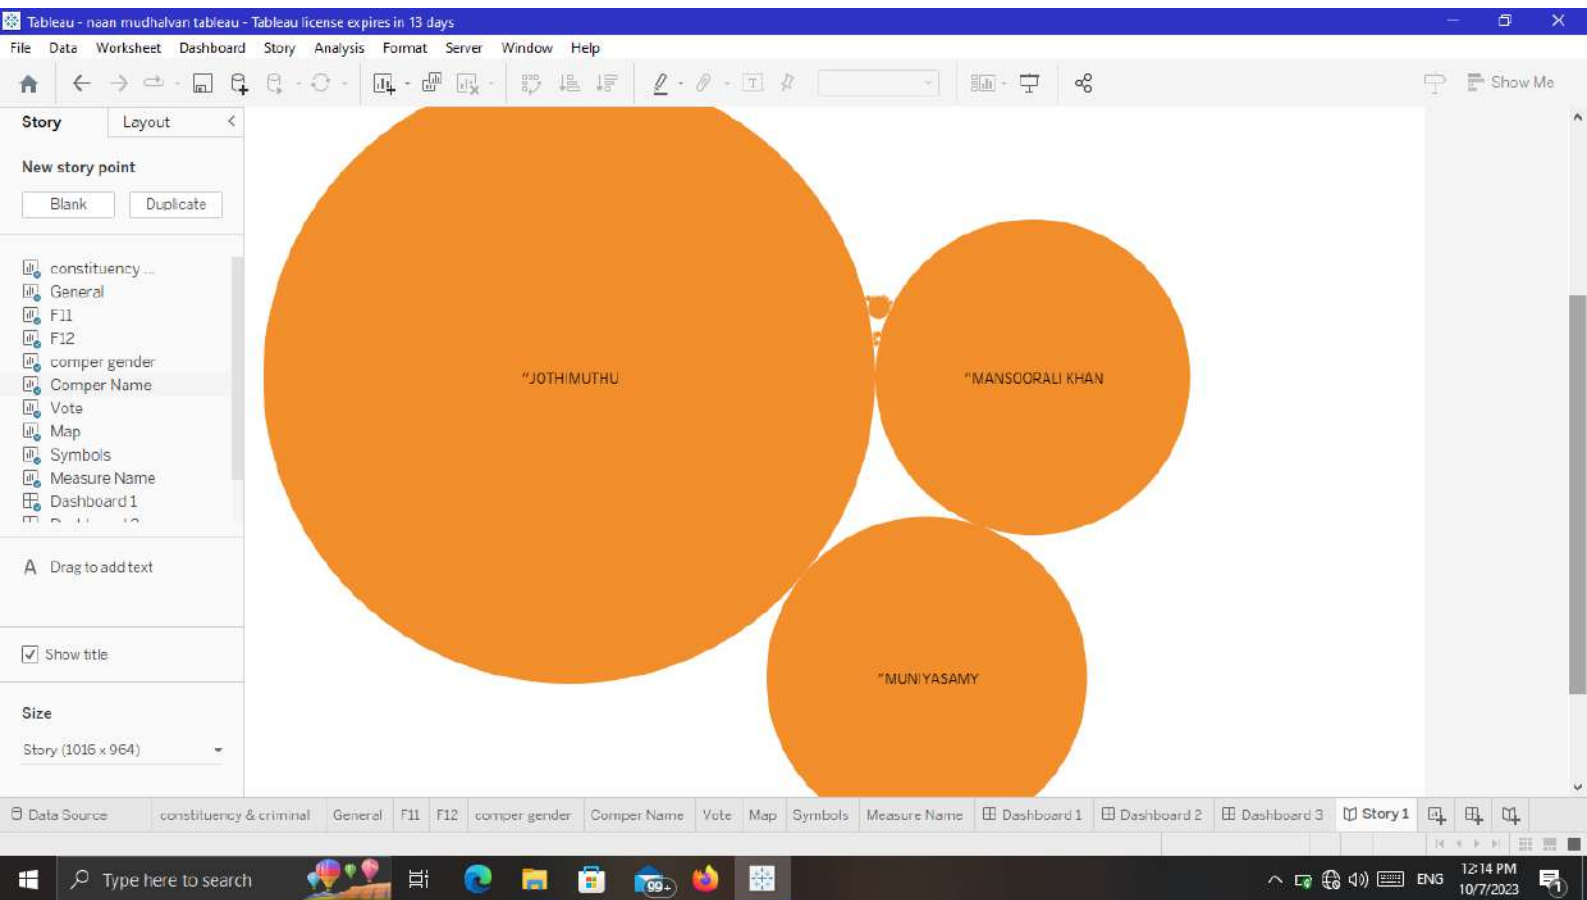 Tableau - naan mudhalvan tableau - Tableau license expires in 13 days
File Data Worksheet Dashboard Story Analysis Format Server Window Help
Show Me
Story Layout
New story point
Blank Duplicate
constituency ...
General
F11
F12
comper gender
Comper Name
Vote
Map
Symbols
Measure Name
Dashboard 1
A Drag to add text
Show title
Size
Story (1016 x 964)
"JOTHIMUTHU
"MANSOORALI KHAN
"MUNIYASAMY
Data Source constituency & criminal General F11 F12 comper gender Comper Name Vote Map Symbols Measure Name Dashboard 1 Dashboard 2 Dashboard 3 Story 1
Type here to search
99+
ENG
12:14 PM
10/7/2023
1